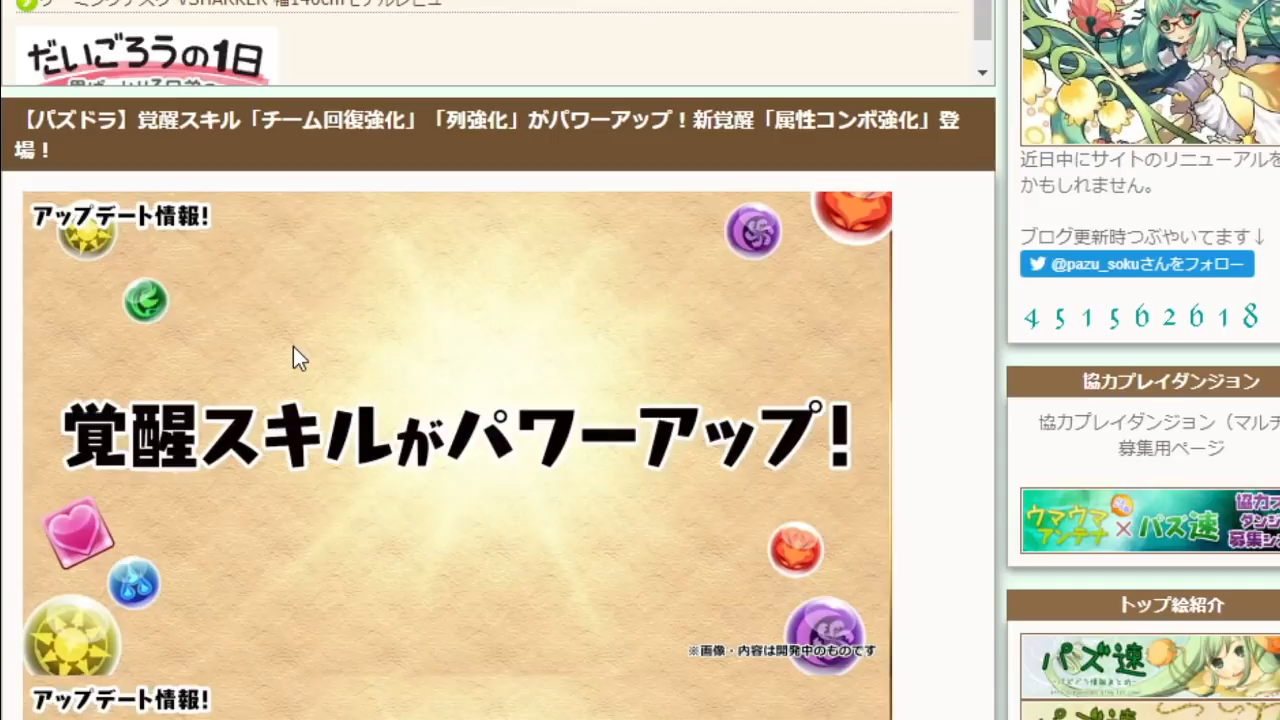 だいごろうの1日
【パズドラ】覚醒スキル「チーム回復強化」「列強化」がパワーアップ！新覚醒「属性コンボ強化」登
場！
アップデート情報!
覚醒スキルがパワーアップ!
※画像・内容は開発中のものです
アップデート情報!
近日中にサイトのリニューアルを
かもしれません。
ブログ更新時つぶやいてます↓
@pazu_sokuさんをフォロー
451562618
協力プレイダンジョン
協力プレイダンジョン（マルチ
募集用ページ
ウマウマ
アンテナ
×
パズ速
トップ絵紹介
パズ速